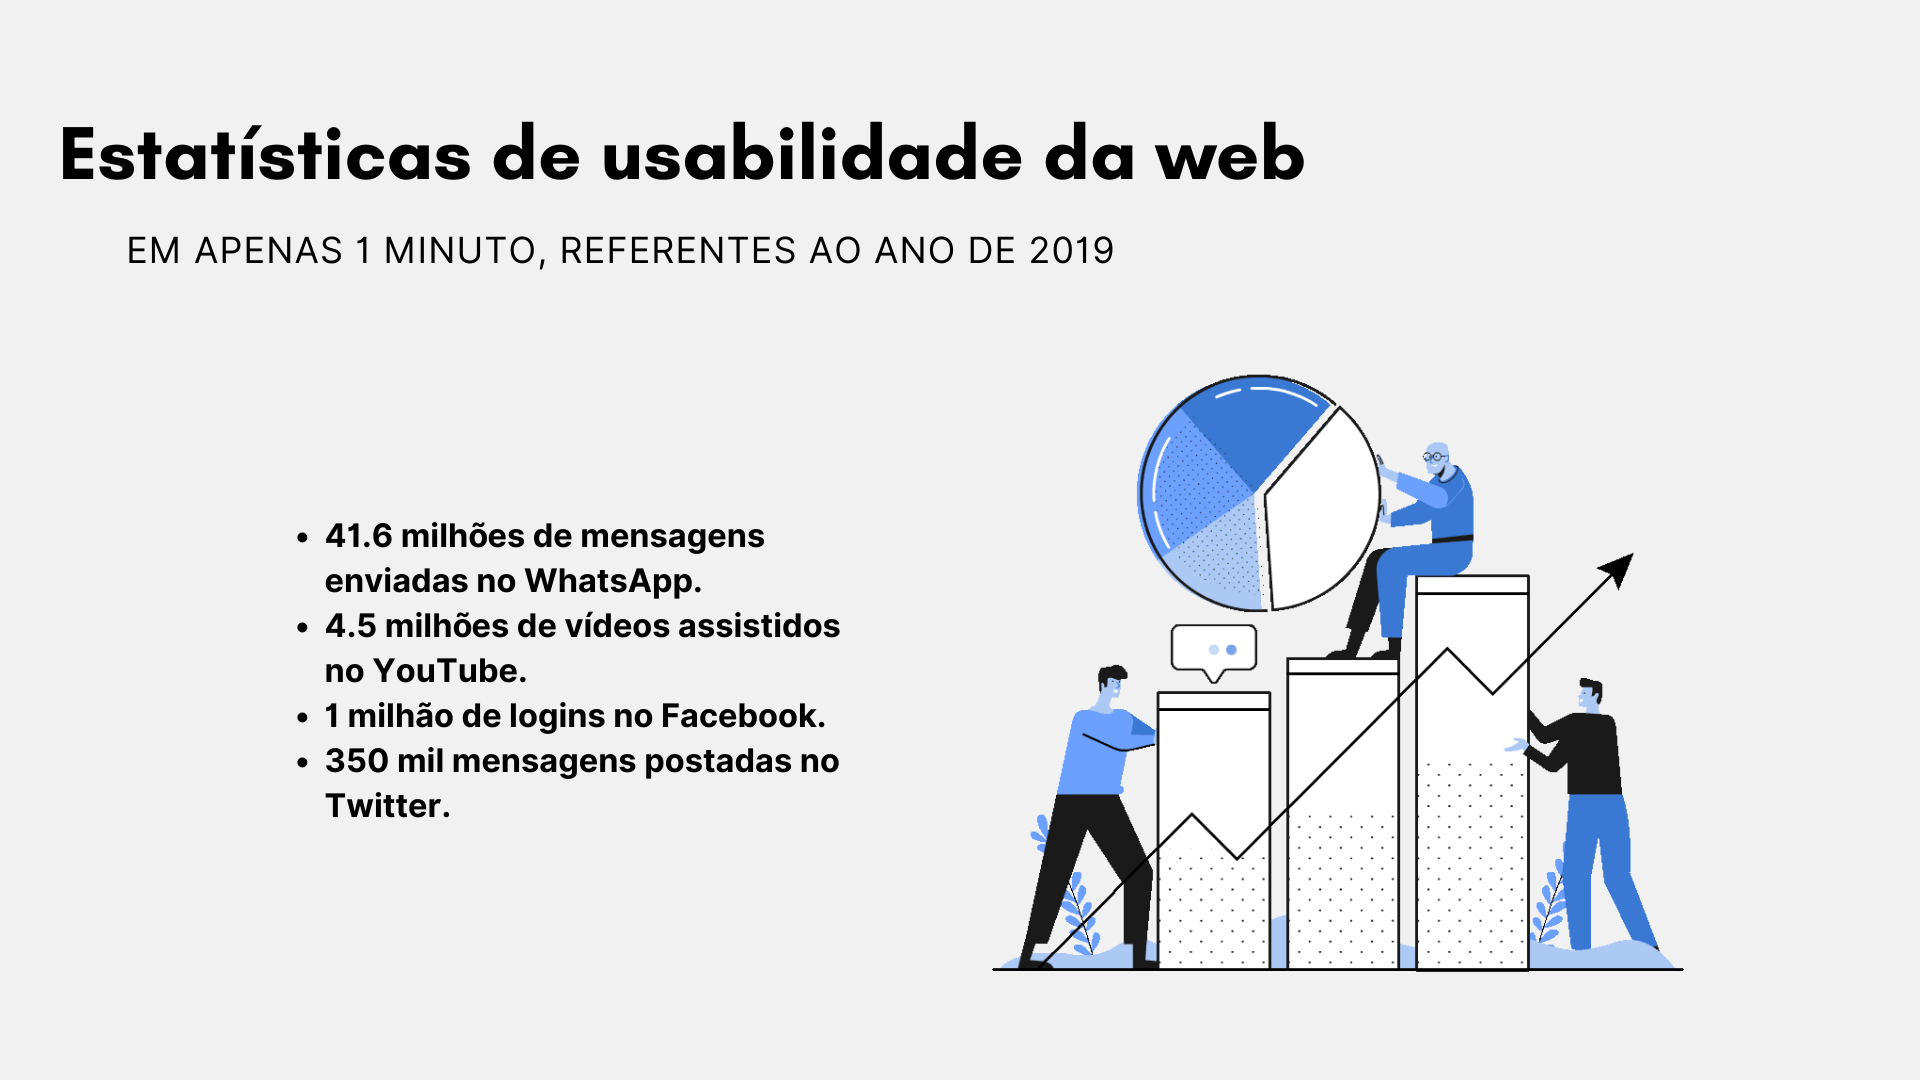 Estatísticas de usabilidade da web
EM APENAS 1 MINUTO, REFERENTES AO ANO DE 2019
• 41.6 milhões de mensagens
enviadas no WhatsApp.
• 4.5 milhões de vídeos assistidos
no YouTube.
• 1 milhão de logins no Facebook.
• 350 mil mensagens postadas no
Twitter.